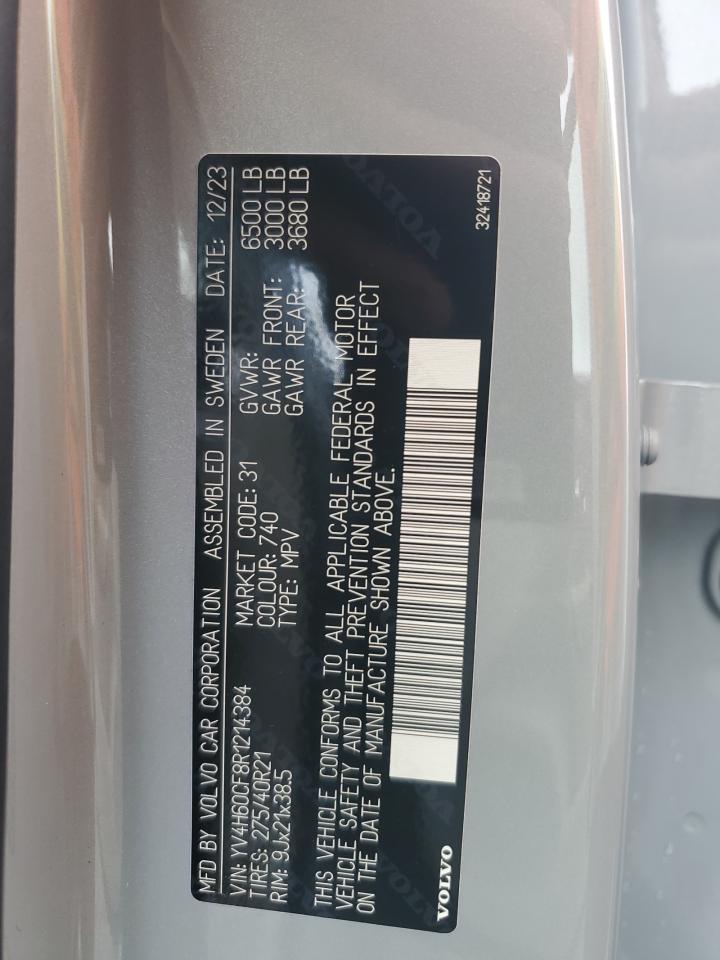 MFD BY VOLVO CAR CORPORATION ASSEMBLED IN SWEDEN DATE: 12/23
VIN: YV4H60CF8R1214384 MARKET CODE: 31 GVWR: 6500 LB
TIRES: 275/40R21 COLOUR: 740 GAWR FRONT: 3000 LB
RIM: 9Jx21x38.5 TYPE: MPV GAWR REAR: 3680 LB
THIS VEHICLE CONFORMS TO ALL APPLICABLE FEDERAL MOTOR
VEHICLE SAFETY AND THEFT PREVENTION STANDARDS IN EFFECT
ON THE DATE OF MANUFACTURE SHOWN ABOVE.
VOLVO 32418721